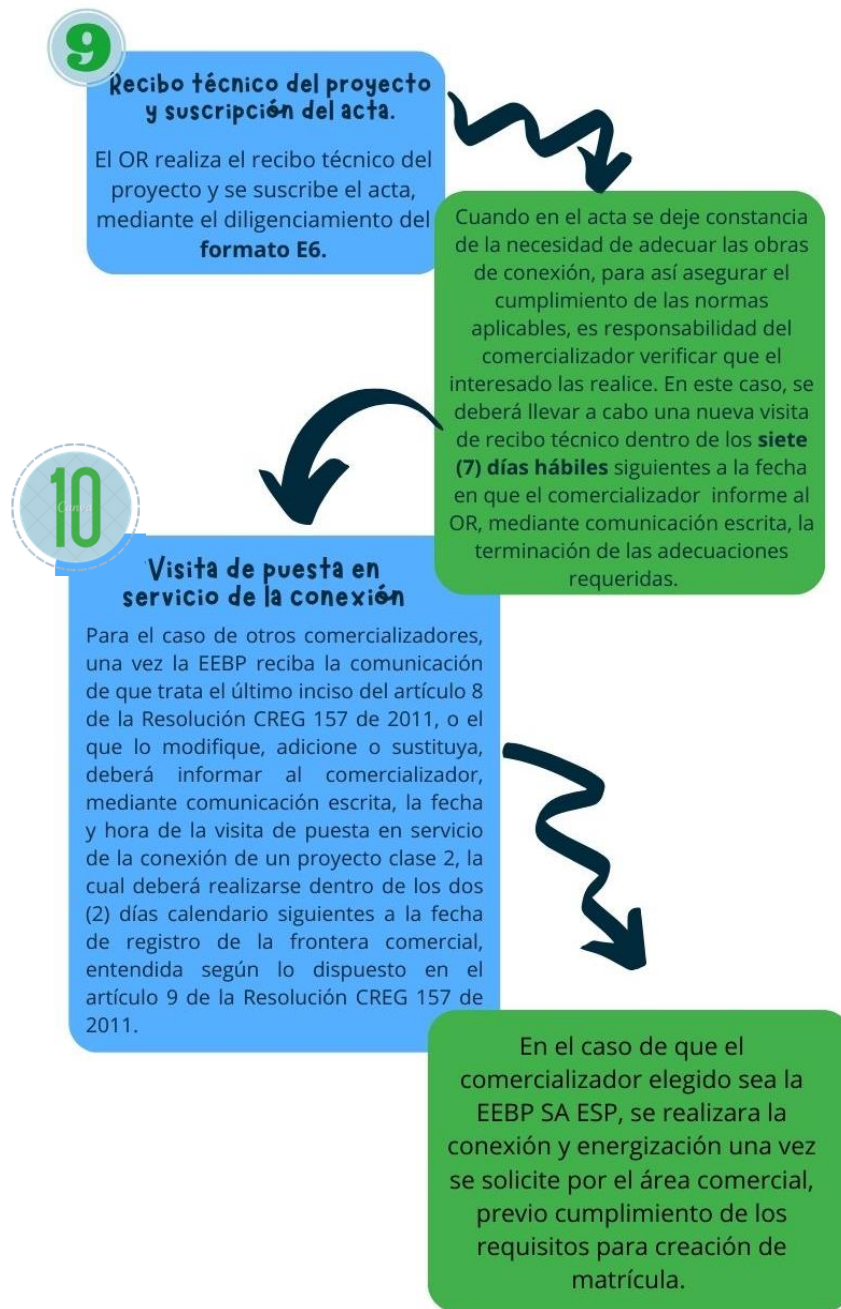 9
Recibo técnico del proyecto
y suscripción del acta.
El OR realiza el recibo técnico del
proyecto y se suscribe el acta,
mediante el diligenciamiento del
formato E6.
Cuando en el acta se deje constancia
de la necesidad de adecuar las obras
de conexión, para así asegurar el
cumplimiento de las normas
aplicables, es responsabilidad del
comercializador verificar que el
interesado las realice. En este caso, se
deberá llevar a cabo una nueva visita
de recibo técnico dentro de los siete
(7) días hábiles siguientes a la fecha
en que el comercializador informe al
OR, mediante comunicación escrita, la
terminación de las adecuaciones
requeridas.
10
Canva
Visita de puesta en
servicio de la conexión
Para el caso de otros comercializadores,
una vez la EEBP reciba la comunicación
de que trata el último inciso del artículo 8
de la Resolución CREG 157 de 2011, o el
que lo modifique, adicione o sustituya,
deberá informar al comercializador,
mediante comunicación escrita, la fecha
y hora de la visita de puesta en servicio
de la conexión de un proyecto clase 2, la
cual deberá realizarse dentro de los dos
(2) días calendario siguientes a la fecha
de registro de la frontera comercial,
entendida según lo dispuesto en el
artículo 9 de la Resolución CREG 157 de
2011.
En el caso de que el
comercializador elegido sea la
EEBP SA ESP, se realizara la
conexión y energización una vez
se solicite por el área comercial,
previo cumplimiento de los
requisitos para creación de
matrícula.